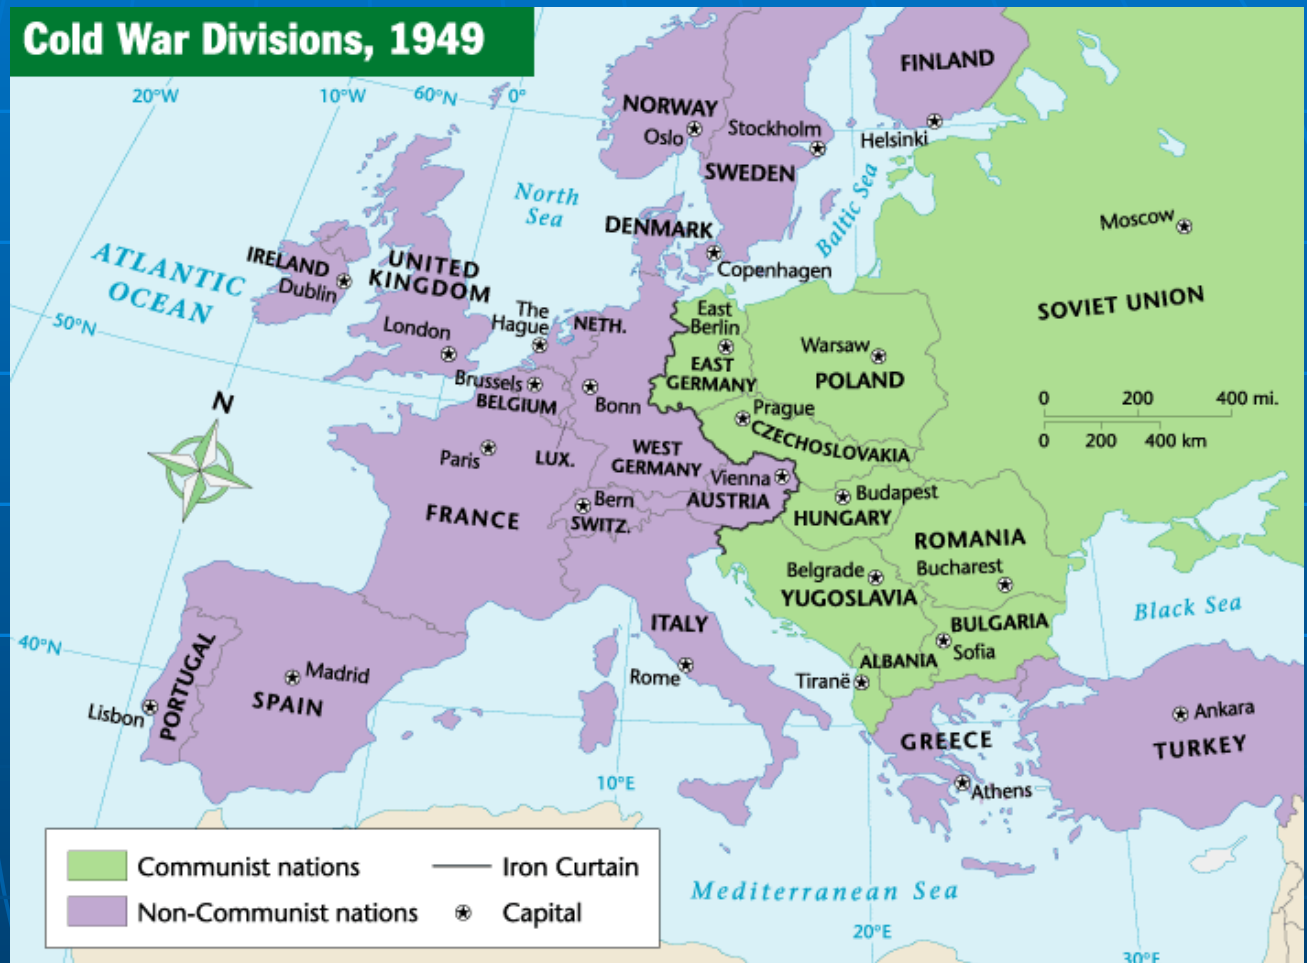 Cold War Divisions, 1949
20°W
10°W
60°N
0°
FINLAND
NORWAY
Oslo
Stockholm
Helsinki
SWEDEN
North
Sea
Baltic Sea
Moscow
DENMARK
Copenhagen
ATLANTIC
OCEAN
IRELAND
Dublin
UNITED
KINGDOM
London
SOVIET UNION
50°N
The
Hague
NETH.
East
Berlin
EAST
GERMANY
Warsaw
POLAND
Brussels
BELGIUM
Bonn
Prague
CZECHOSLOVAKIA
0 200 400 mi.
0 200 400 km
N
Paris
LUX.
WEST
GERMANY
Vienna
AUSTRIA
Budapest
HUNGARY
FRANCE
Bern
SWITZ.
ROMANIA
Bucharest
Belgrade
YUGOSLAVIA
Black Sea
ITALY
BULGARIA
Sofia
40°N
PORTUGAL
Lisbon
Madrid
SPAIN
Rome
ALBANIA
Tiranë
Ankara
TURKEY
GREECE
Athens
10°E
Mediterranean Sea
20°E
30°E
Communist nations
Iron Curtain
Non-Communist nations
Capital